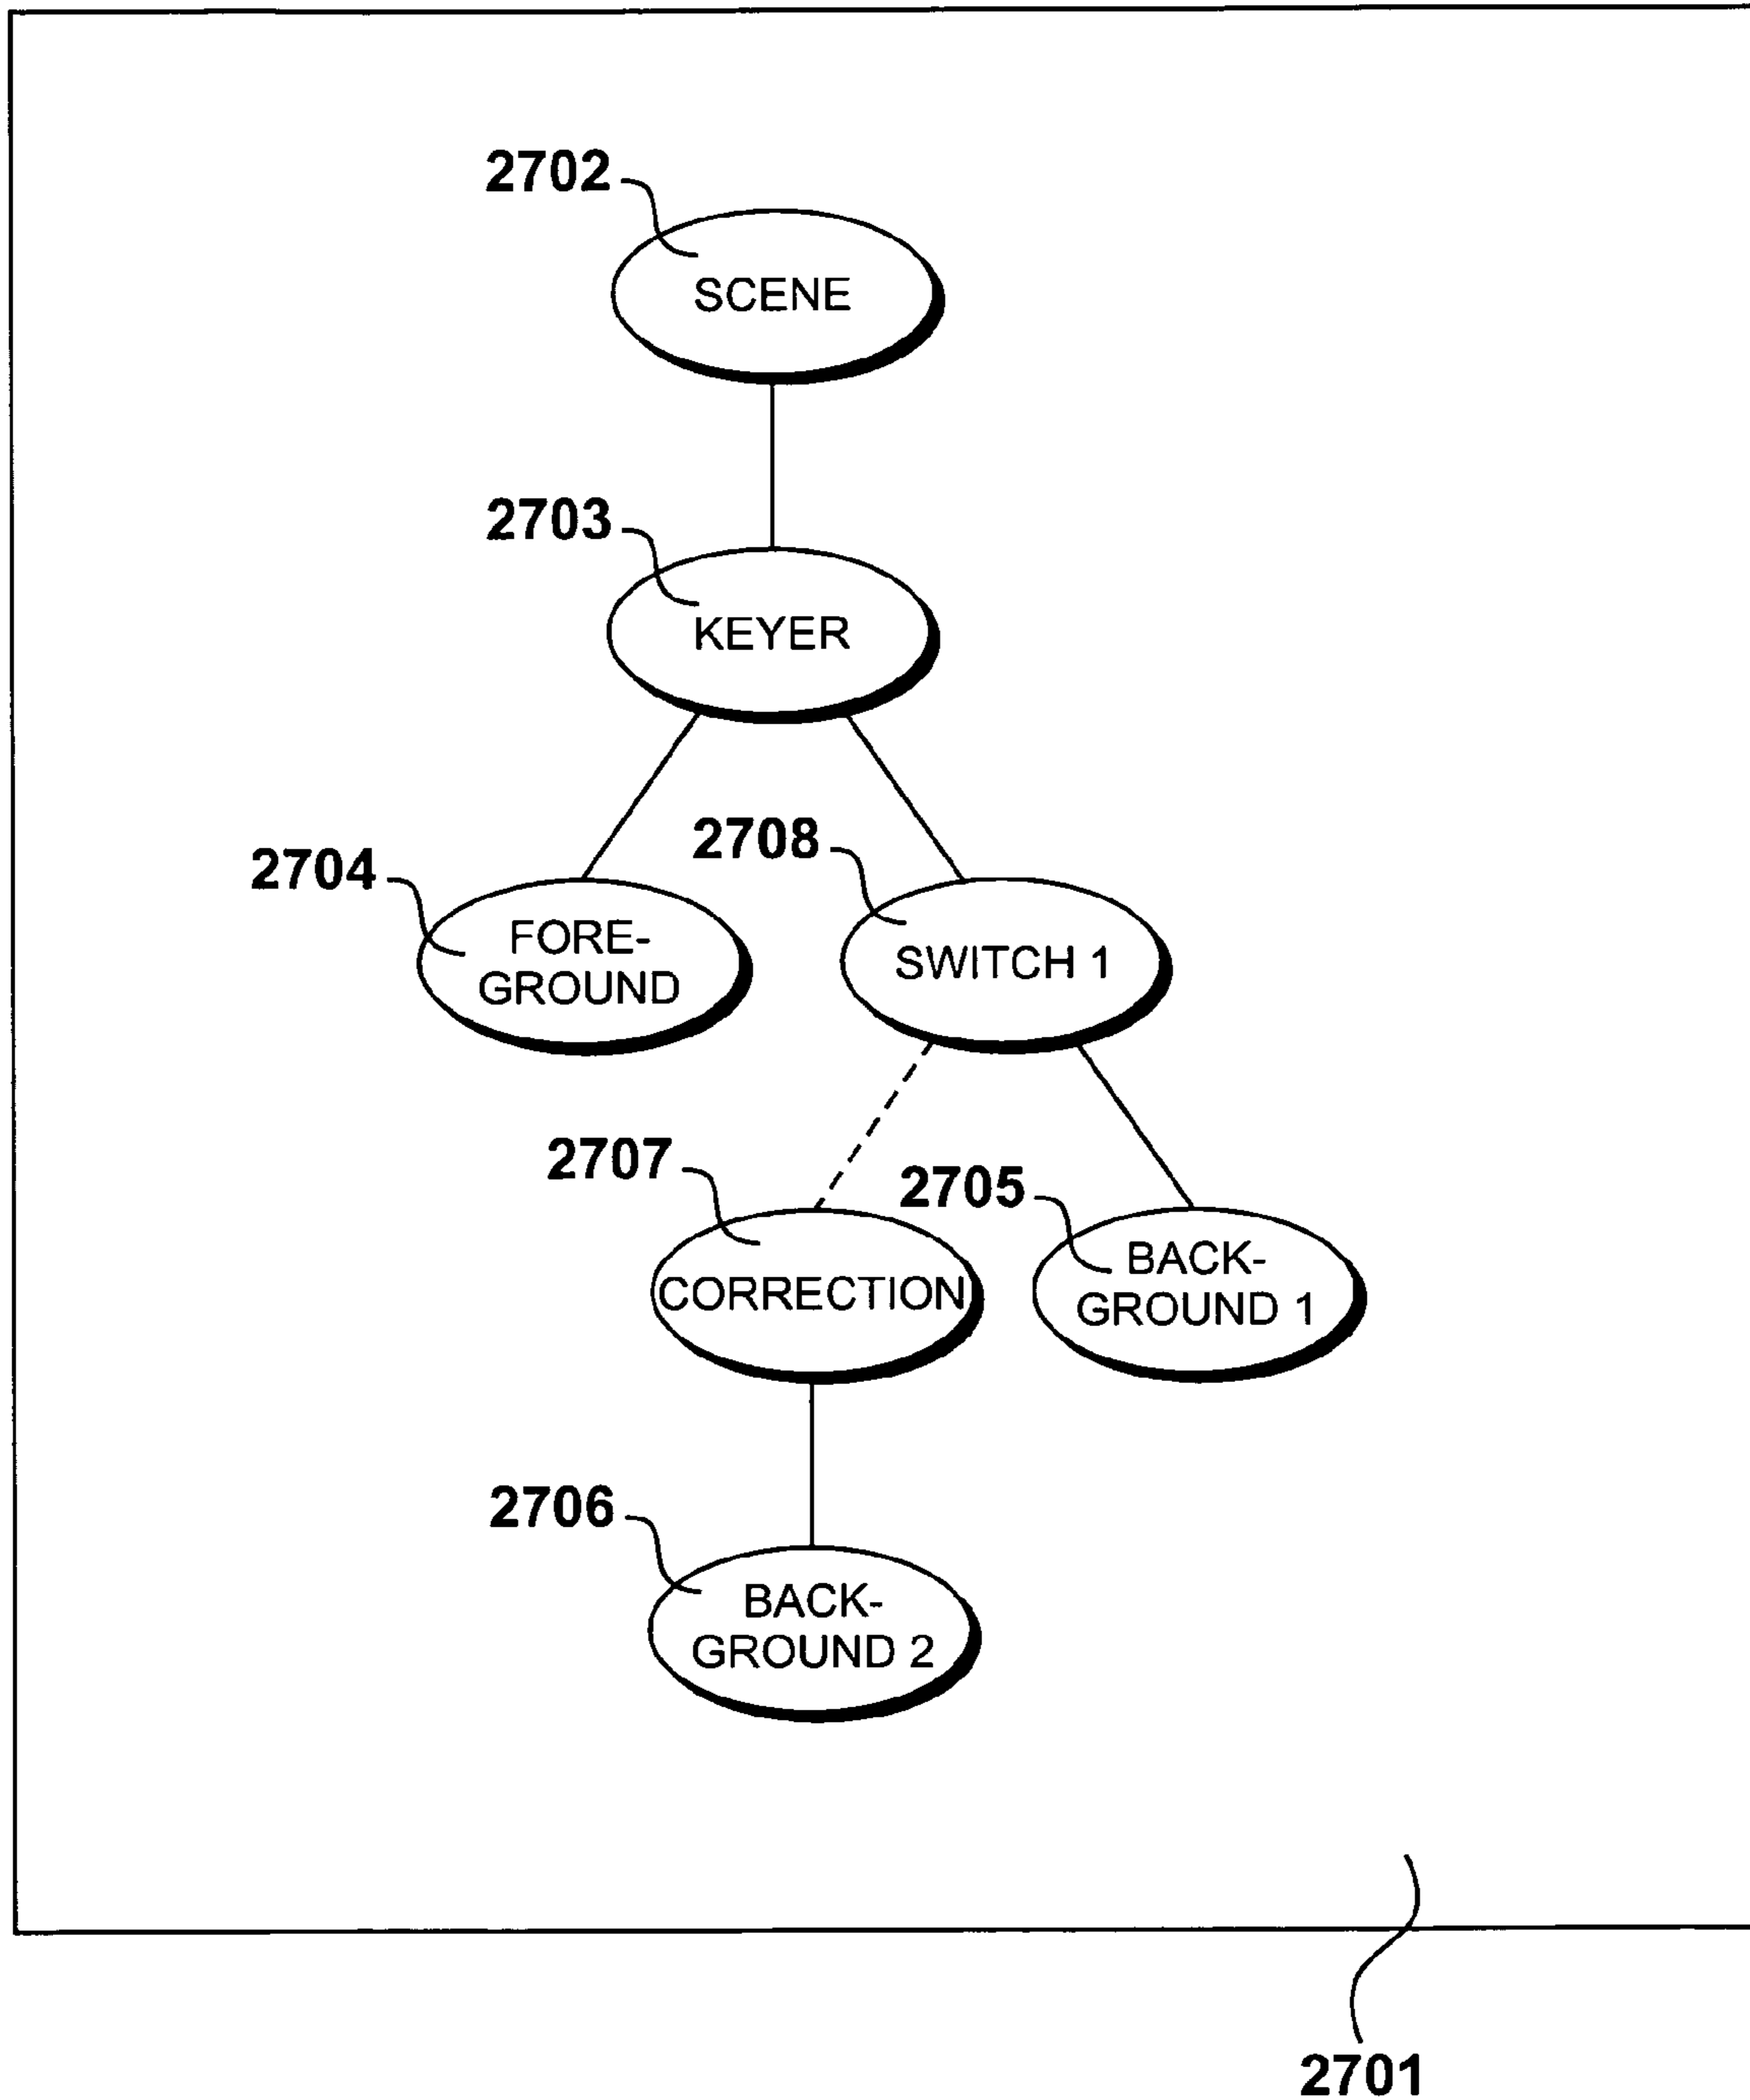 2702
SCENE
2703
KEYER
2704
FORE-
GROUND
2708
SWITCH 1
2707
CORRECTION
2705
BACK-
GROUND 1
2706
BACK-
GROUND 2
2701